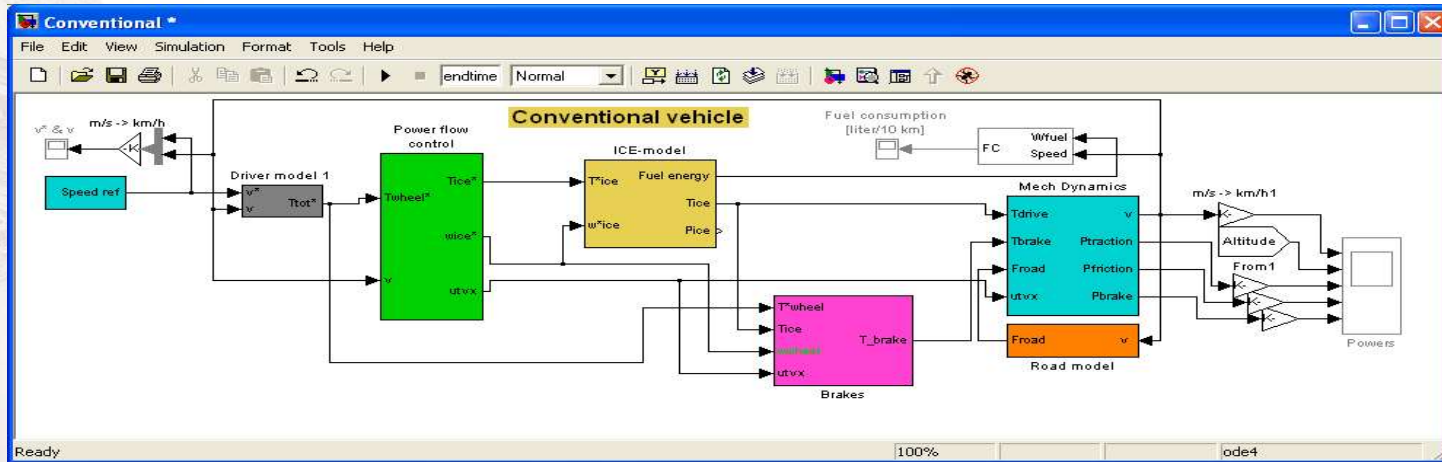 Conventional *
File Edit View Simulation Format Tools Help
endtime Normal
Conventional vehicle
v* & v
m/s -> km/h
-K-
Speed ref
Driver model 1
v*
v
Ttot*
Power flow
control
Twheel*
v
Tice*
wice*
utvx
ICE-model
T*ice
w*ice
Fuel energy
Tice
Pice
Fuel consumption
[liter/10 km]
FC
Wfuel
Speed
T*wheel
Tice
wwheel
utvx
T_brake
Brakes
Mech Dynamics
Tdrive
Tbrake
Froad
utvx
v
Ptraction
Pfriction
Pbrake
Froad
v
Road model
m/s -> km/h1
K-
Altitude
From1
K-
K-
K-
Powers
Ready
100%
ode4